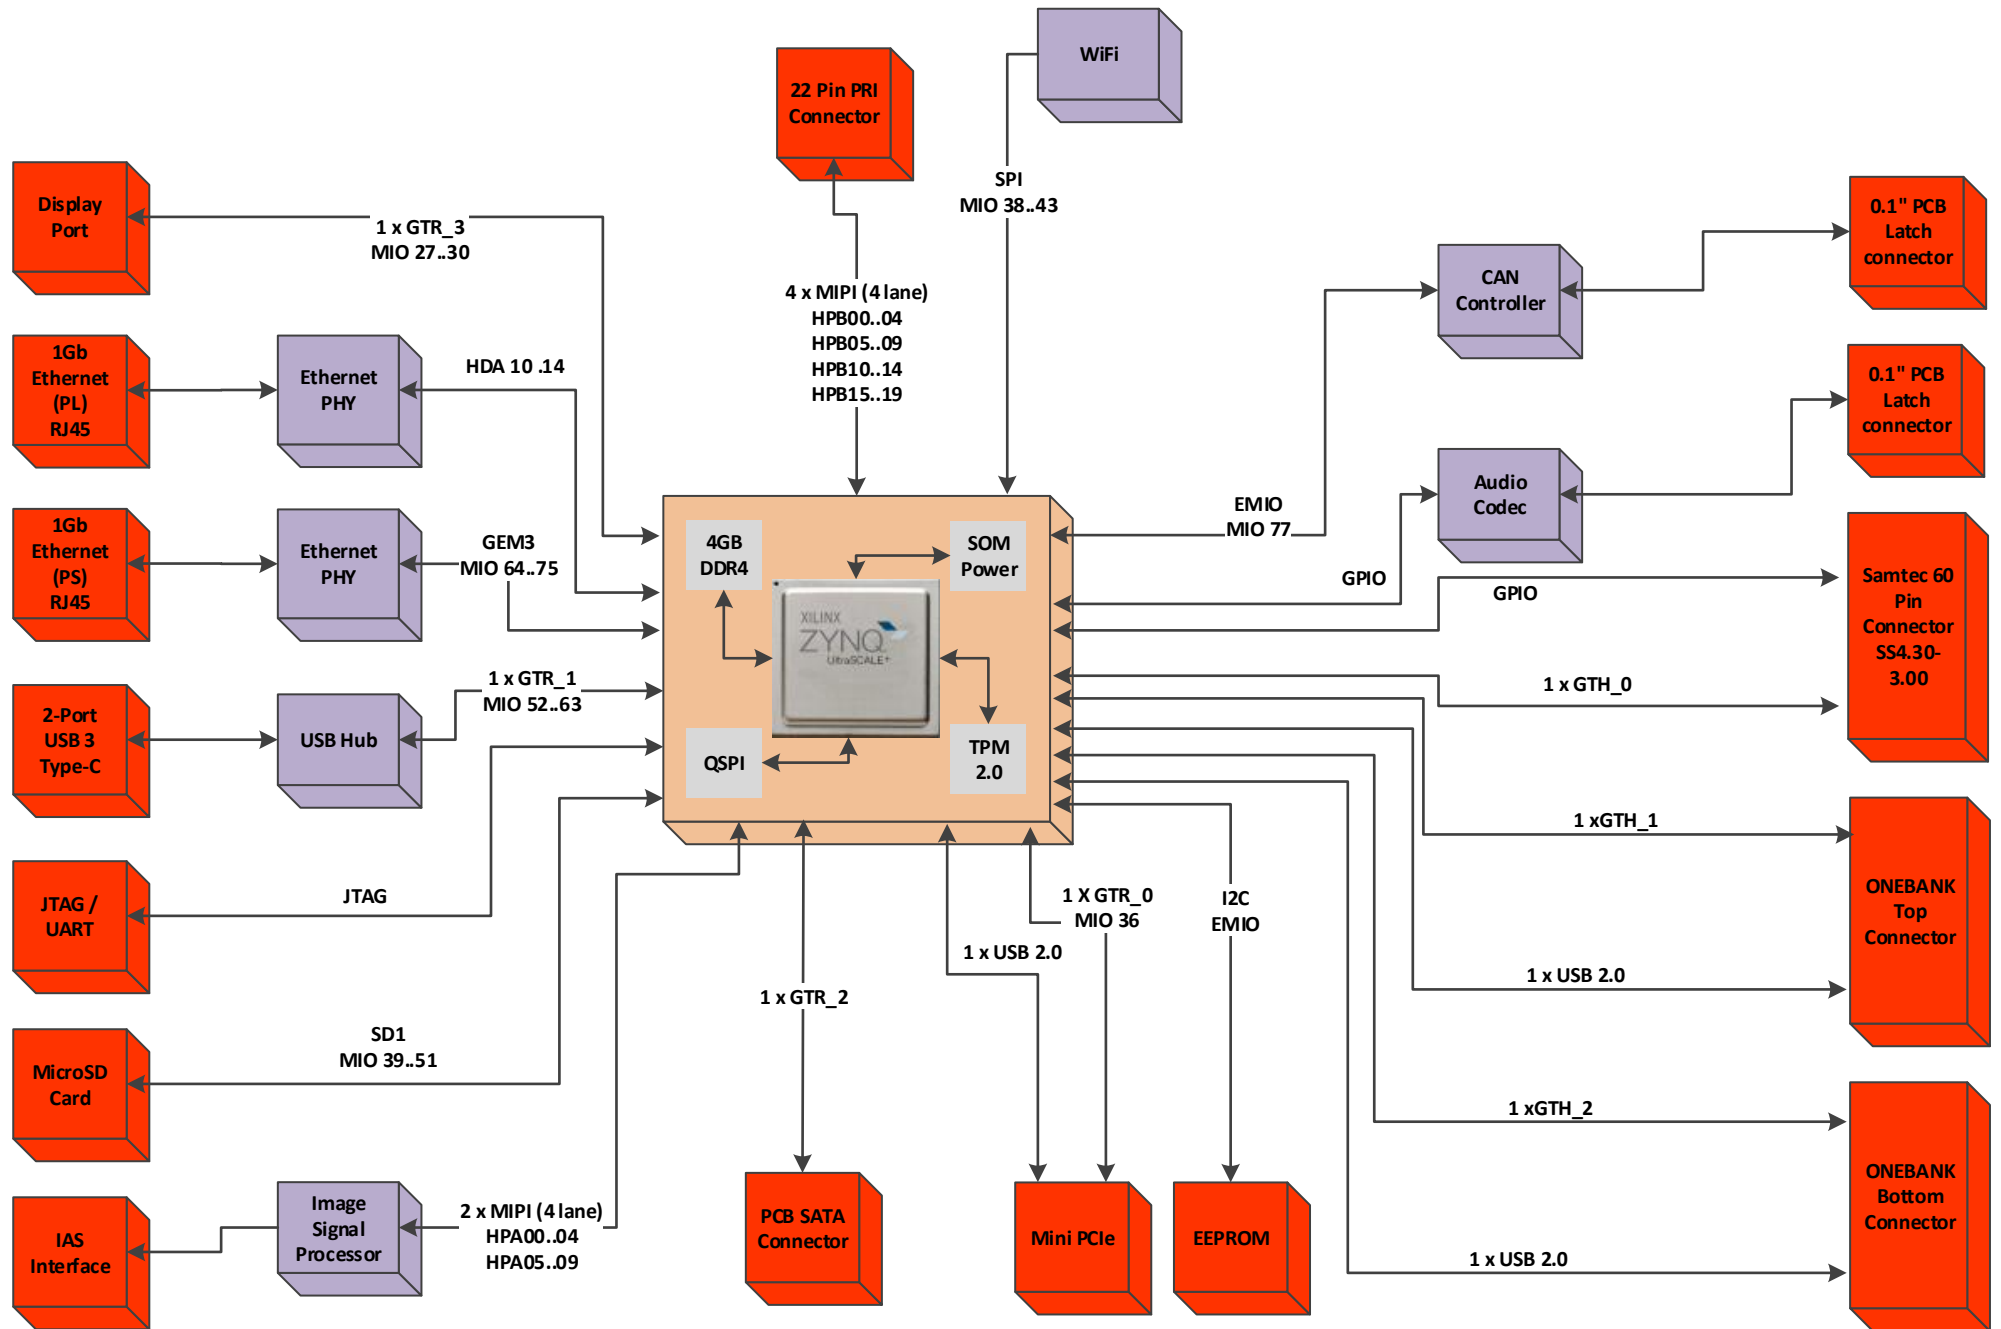 WiFi
22 Pin PRI
Connector
SPI
MIO 38..43
Display
Port
1 x GTR_3
MIO 27..30
0.1" PCB
Latch
connector
CAN
Controller
4 x MIPI (4 lane)
HPB00..04
HPB05..09
HPB10..14
HPB15..19
1Gb
Ethernet
(PL)
RJ45
Ethernet
PHY
HDA 10 .14
0.1" PCB
Latch
connector
Audio
Codec
EMIO
MIO 77
1Gb
Ethernet
(PS)
RJ45
Ethernet
PHY
GEM3
MIO 64..75
4GB
DDR4
SOM
Power
GPIO
GPIO
Samtec 60
Pin
Connector
SS4.30-
3.00
XILINX
ZYNQ
UltraSCALE+
1 x GTH_0
2-Port
USB 3
Type-C
USB Hub
1 x GTR_1
MIO 52..63
QSPI
TPM
2.0
1 xGTH_1
JTAG /
UART
JTAG
1 X GTR_0
MIO 36
I2C
EMIO
ONEBANK
Top
Connector
1 x USB 2.0
1 x USB 2.0
1 x GTR_2
MicroSD
Card
SD1
MIO 39..51
1 xGTH_2
IAS
Interface
Image
Signal
Processor
2 x MIPI (4 lane)
HPA00..04
HPA05..09
PCB SATA
Connector
Mini PCIe
EEPROM
ONEBANK
Bottom
Connector
1 x USB 2.0